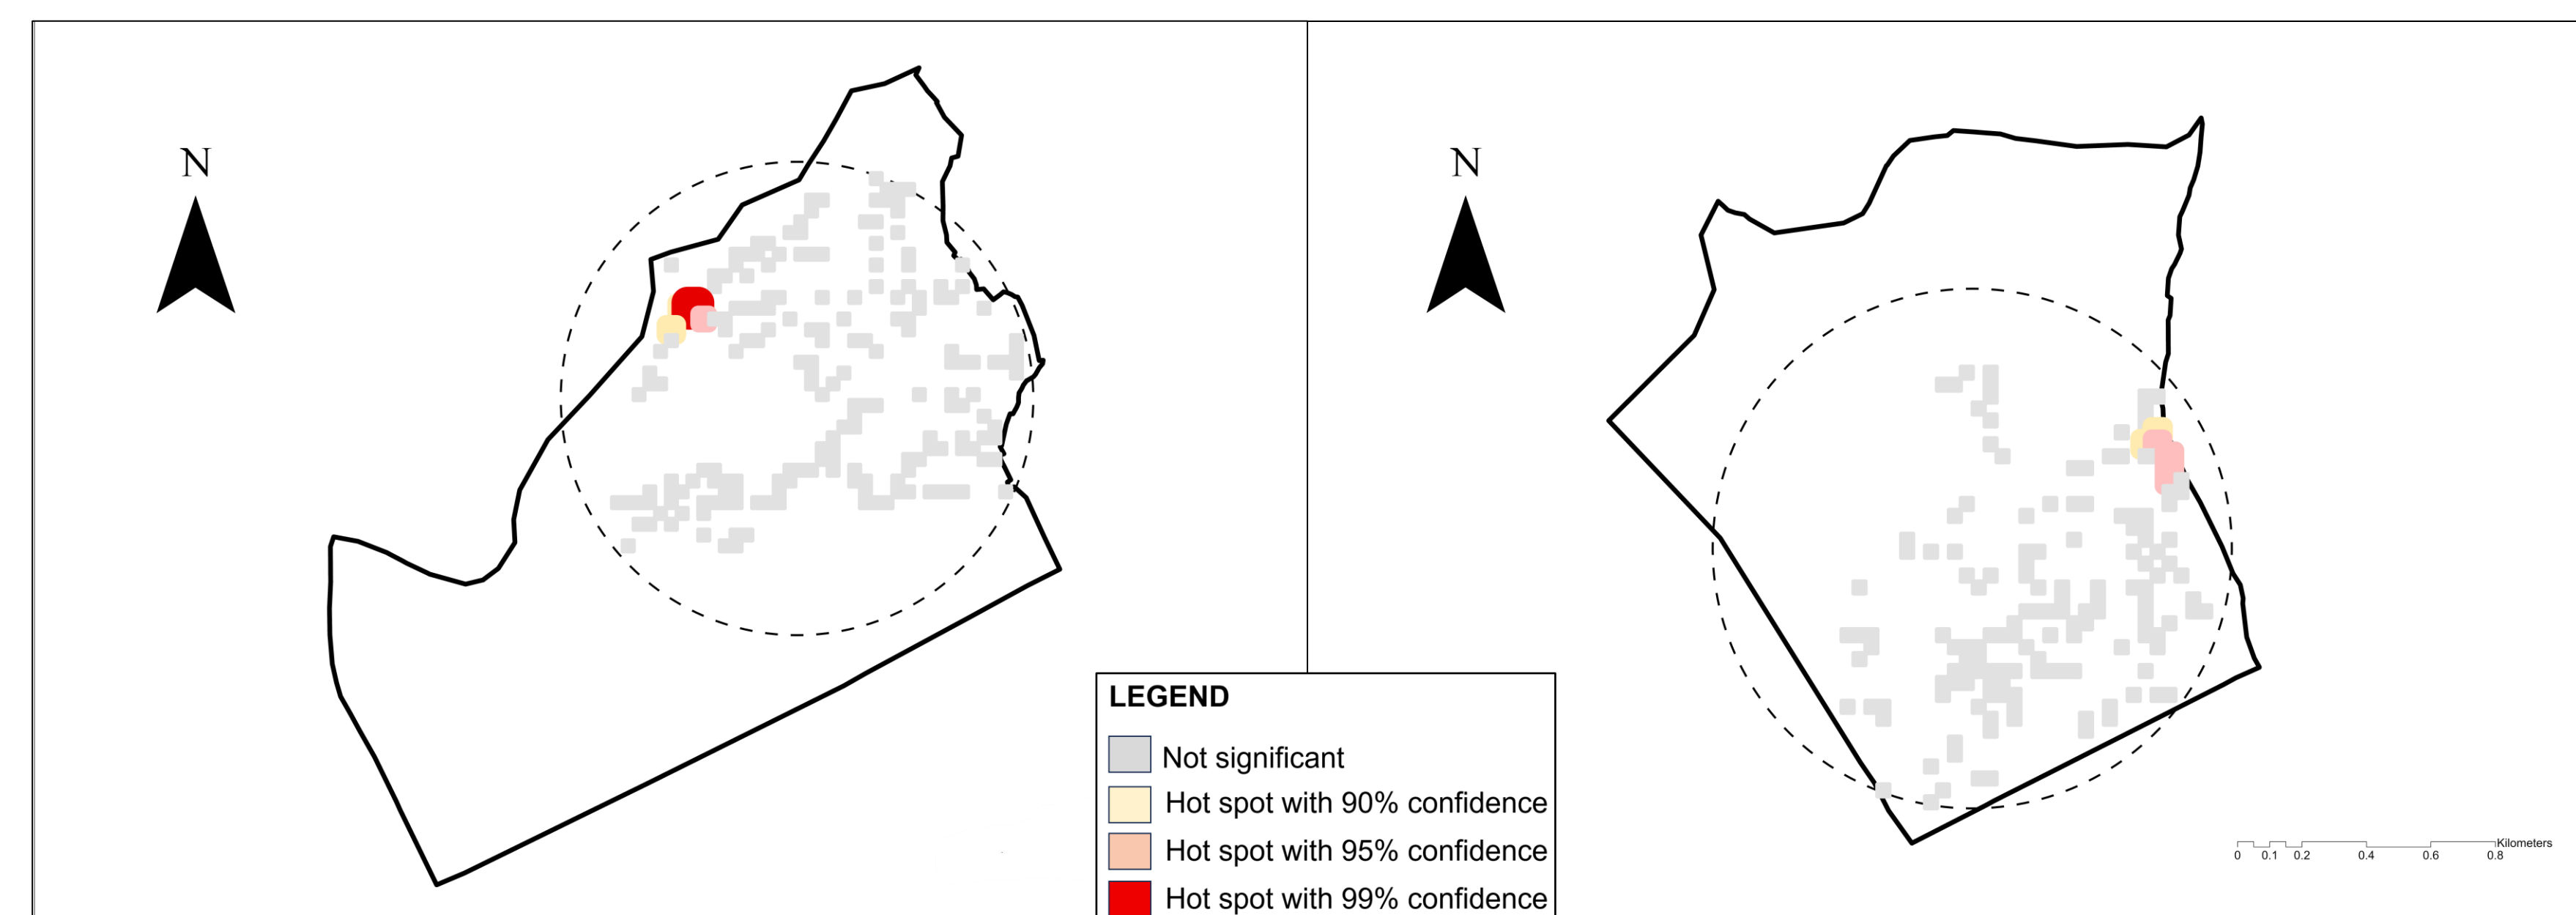 N
N
LEGEND
Not significant
Hot spot with 90% confidence
Hot spot with 95% confidence
Hot spot with 99% confidence
Kilometers
0 0.1 0.2 0.4 0.6 0.8